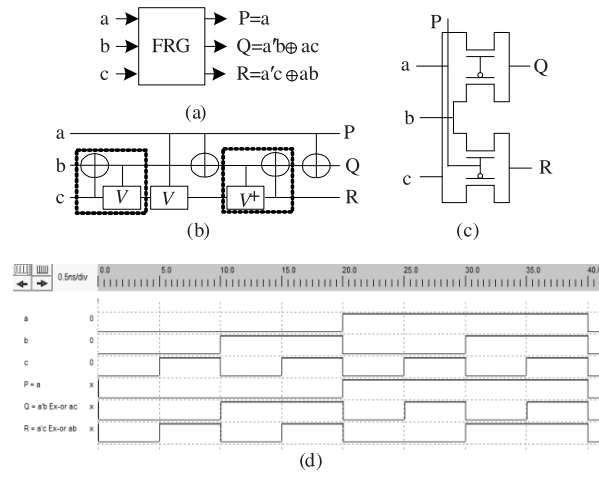 a
b
c
FRG
P=a
Q=a′b⊕ac
R=a′c⊕ab
(a)
a
b
c
V
V
V+
P
Q
R
(b)
P
a
b
c
Q
R
(c)
0.5ns/div
0.0 5.0 10.0 15.0 20.0 25.0 30.0 35.0 40.
a 0
b 0
c 0
P = a x
Q = a'b Ex-or ac x
R = a'c Ex-or ab x
(d)